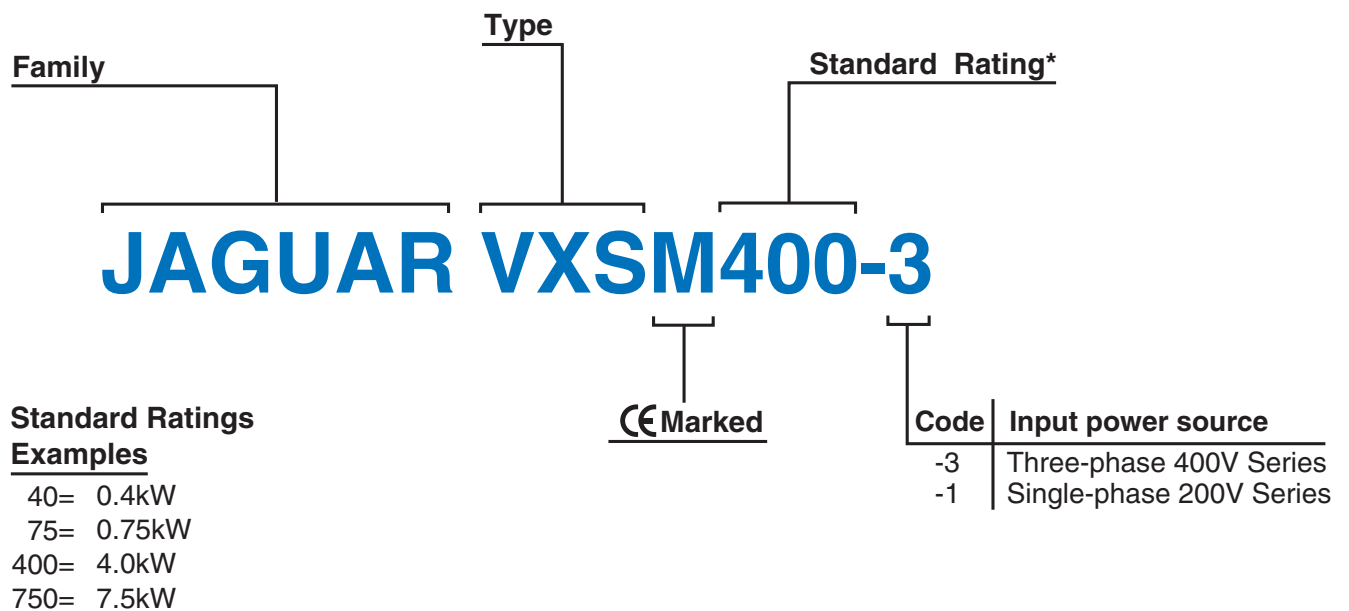 Type
Family
Standard Rating*
JAGUAR VXSM400-3
Standard Ratings
Examples
40= 0.4kW
75= 0.75kW
400= 4.0kW
750= 7.5kW
CE Marked
Code Input power source
-3 Three-phase 400V Series
-1 Single-phase 200V Series